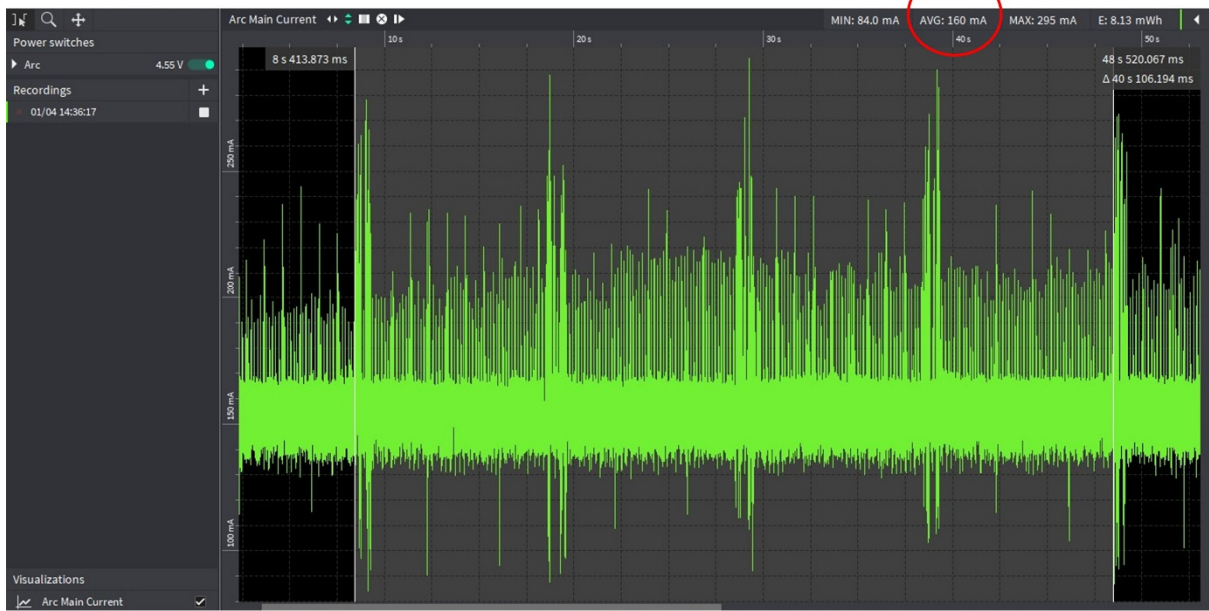 Arc Main Current
MIN: 84.0 mA AVG: 160 mA MAX: 295 mA E: 8.13 mWh
Power switches
Arc 4.55 V
Recordings +
01/04 14:36:17
10 s 20 s 30 s 40 s 50 s
8 s 413.873 ms
48 s 520.067 ms
Δ 40 s 106.194 ms
250 mA
200 mA
150 mA
100 mA
Visualizations
Arc Main Current